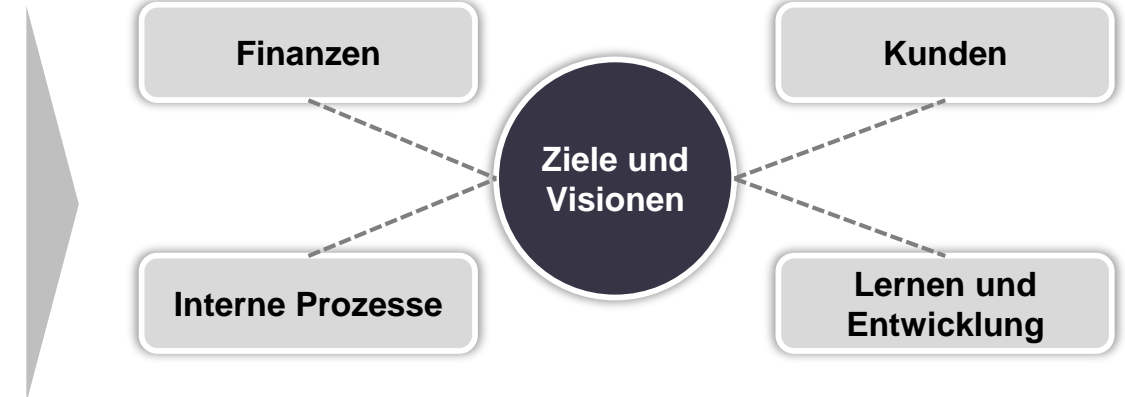 Finanzen
Kunden
Ziele und
Visionen
Interne Prozesse
Lernen und
Entwicklung